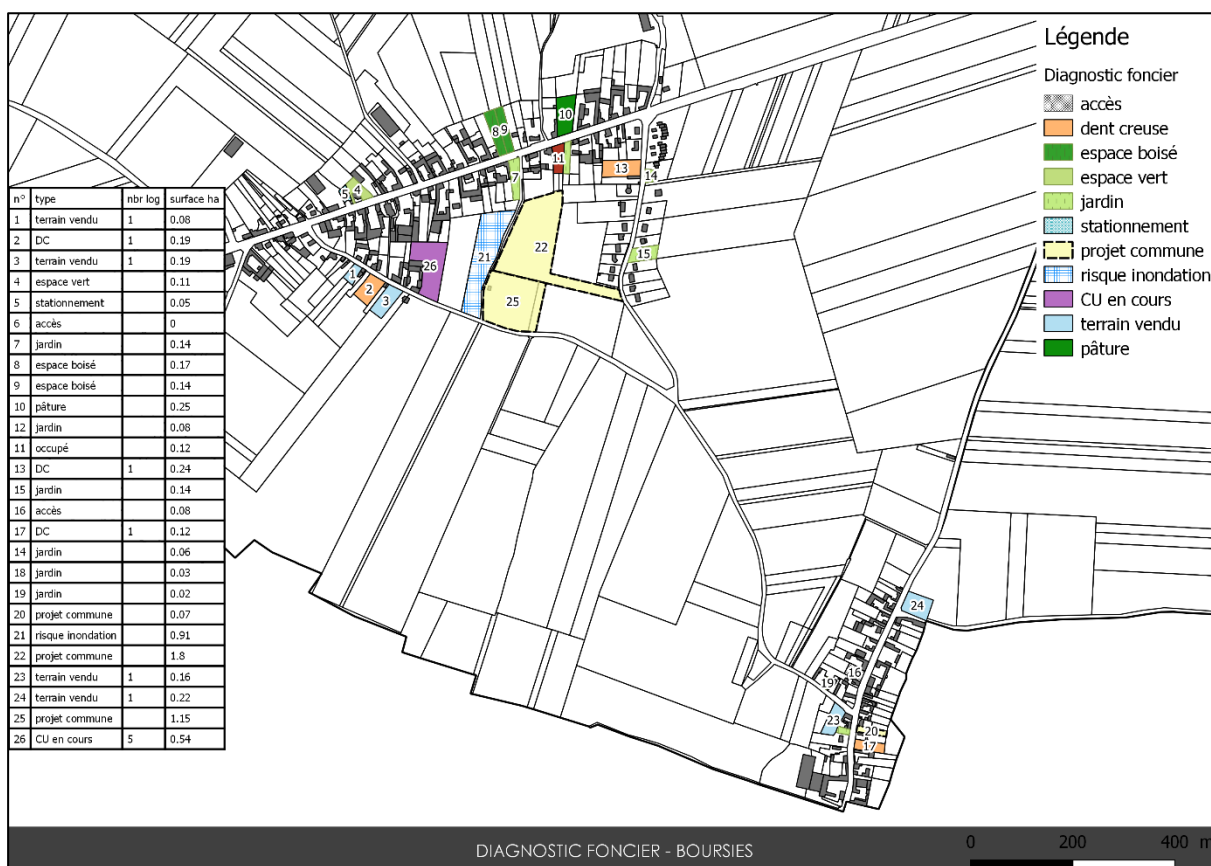 Légende
Diagnostic foncier
accès
dent creuse
espace boisé
espace vert
jardin
stationnement
projet commune
risque inondation
CU en cours
terrain vendu
pâture
n° type nbr log surface ha
1 terrain vendu 1 0.08
2 DC 1 0.19
3 terrain vendu 1 0.19
4 espace vert 0.11
5 stationnement 0.05
6 accès 0
7 jardin 0.14
8 espace boisé 0.17
9 espace boisé 0.14
10 pâture 0.25
12 jardin 0.08
11 occupé 0.12
13 DC 1 0.24
15 jardin 0.14
16 accès 0.08
17 DC 1 0.12
14 jardin 0.06
18 jardin 0.03
19 jardin 0.02
20 projet commune 0.07
21 risque inondation 0.91
22 projet commune 1.8
23 terrain vendu 1 0.16
24 terrain vendu 1 0.22
25 projet commune 1.15
26 CU en cours 5 0.54
10
8 9
11
13
7
14
5 4
22
15
21
26
1
2
3
25
24
16
19
23
20
17
DIAGNOSTIC FONCIER - BOURSIES
0 200 400 m